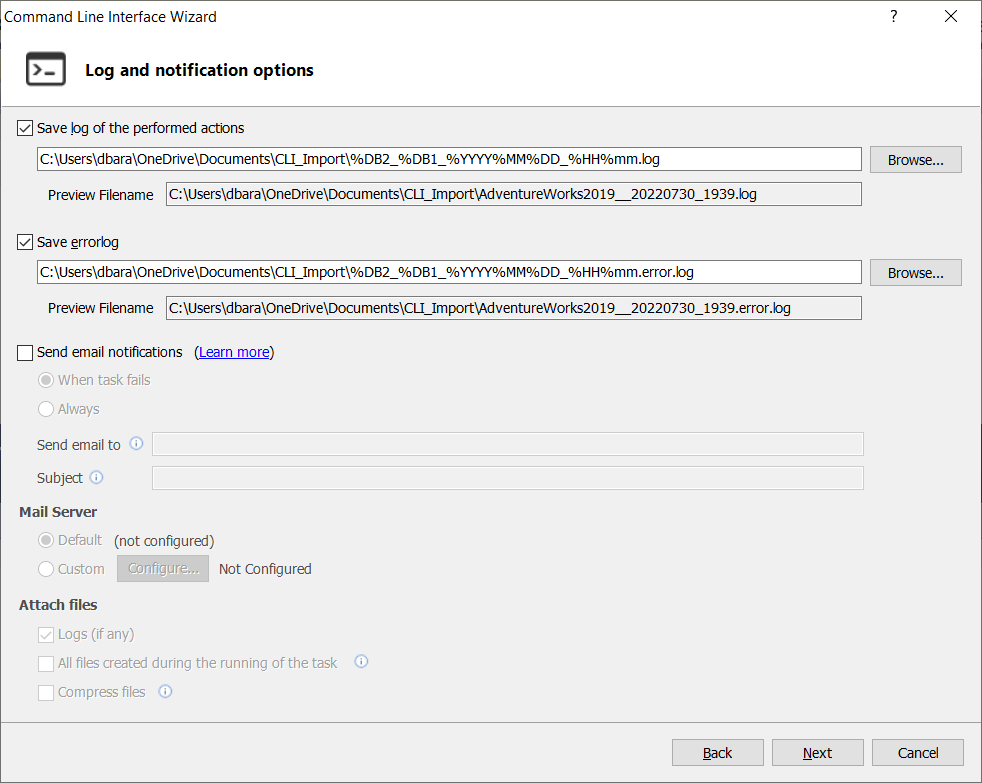 Command Line Interface Wizard ?
Log and notification options
Save log of the performed actions
C:\Users\dbara\OneDrive\Documents\CLI_Import\%DB2_%DB1_%YYYY%MM%DD_%HH%mm.log Browse...
Preview Filename C:\Users\dbara\OneDrive\Documents\CLI_Import\AdventureWorks2019__20220730_1939.log
Save errorlog
C:\Users\dbara\OneDrive\Documents\CLI_Import\%DB2_%DB1_%YYYY%MM%DD_%HH%mm.error.log Browse...
Preview Filename C:\Users\dbara\OneDrive\Documents\CLI_Import\AdventureWorks2019__20220730_1939.error.log
Send email notifications (Learn more)
When task fails
Always
Send email to
Subject
Mail Server
Default (not configured)
Custom Configure... Not Configured
Attach files
Logs (if any)
All files created during the running of the task
Compress files
Back Next Cancel